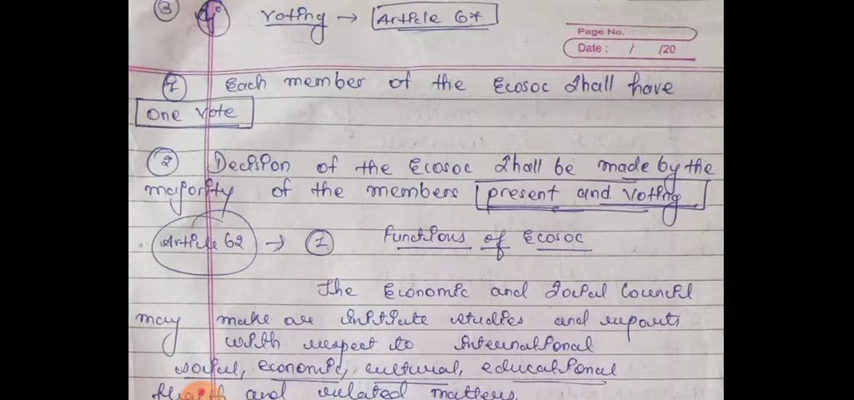 ③ Voting → Article 67
Page No.
Date : / /20
① Each member of the Ecosoc shall have
one vote
② Decision of the Ecosoc shall be made by the
majority of the members present and voting
Article 62 → ① Functions of Ecosoc
The Economic and Social Council
may make or institute studies and reports
with respect to international
social, economic, cultural, educational
health and related matters.